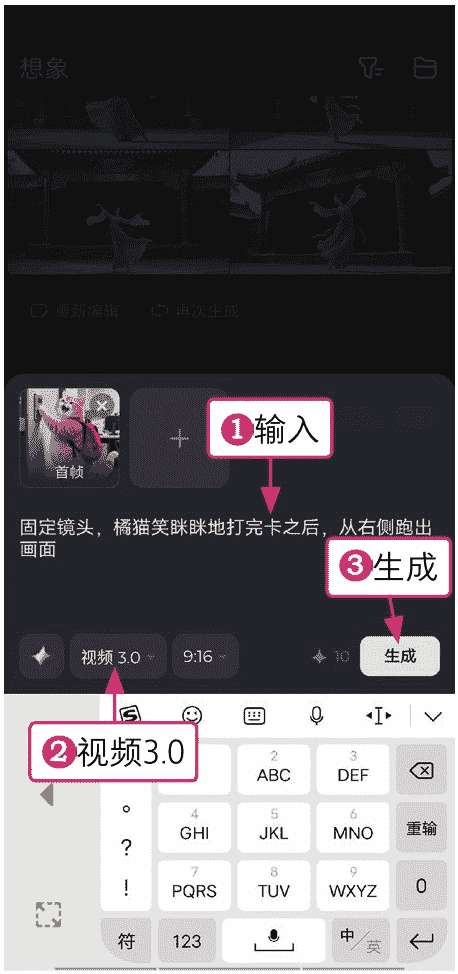 想象
重新编辑
再次生成
首帧
❶输入
固定镜头，橘猫笑眯眯地打完卡之后，从右侧跑出
画面
❸生成
视频 3.0
9:16
10
生成
❷视频3.0
2
ABC
3
DEF
。
?
!
4
GHI
5
JKL
6
MNO
重输
7
PQRS
8
TUV
9
WXYZ
0
符
123
中/英